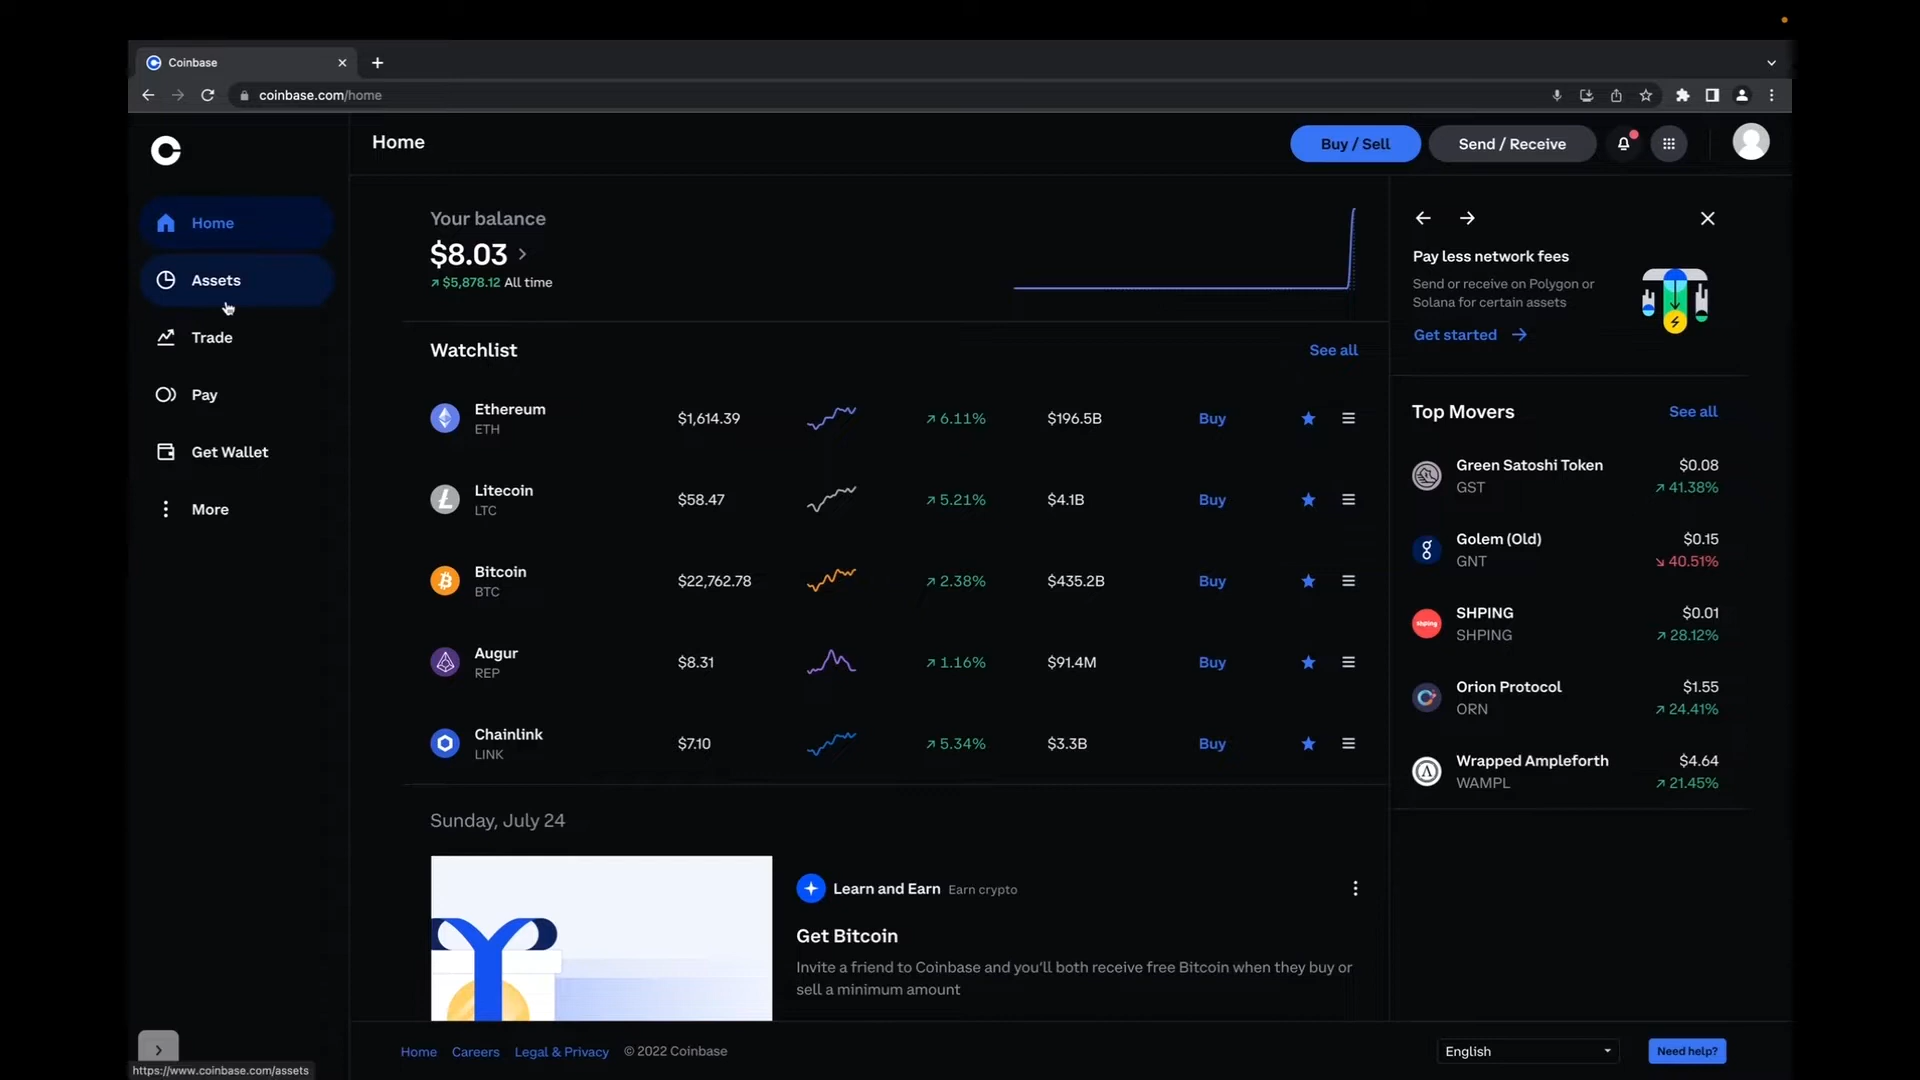 Coinbase
coinbase.com/home
Home
Buy / Sell
Send / Receive
Home
Assets
Trade
Pay
Get Wallet
More
Your balance
$8.03
$5,878.12 All time
Watchlist
See all
Ethereum
ETH
$1,614.39
6.11%
$196.5B
Buy
Litecoin
LTC
$58.47
5.21%
$4.1B
Buy
Bitcoin
BTC
$22,762.78
2.38%
$435.2B
Buy
Augur
REP
$8.31
1.16%
$91.4M
Buy
Chainlink
LINK
$7.10
5.34%
$3.3B
Buy
Sunday, July 24
Learn and Earn Earn crypto
Get Bitcoin
Invite a friend to Coinbase and you’ll both receive free Bitcoin when they buy or
sell a minimum amount
Pay less network fees
Send or receive on Polygon or
Solana for certain assets
Get started
Top Movers
See all
Green Satoshi Token
GST
$0.08
41.38%
Golem (Old)
GNT
$0.15
40.51%
shping
SHPING
SHPING
$0.01
28.12%
Orion Protocol
ORN
$1.55
24.41%
Wrapped Ampleforth
WAMPL
$4.64
21.45%
Home Careers Legal & Privacy © 2022 Coinbase
English
Need help?
https://www.coinbase.com/assets